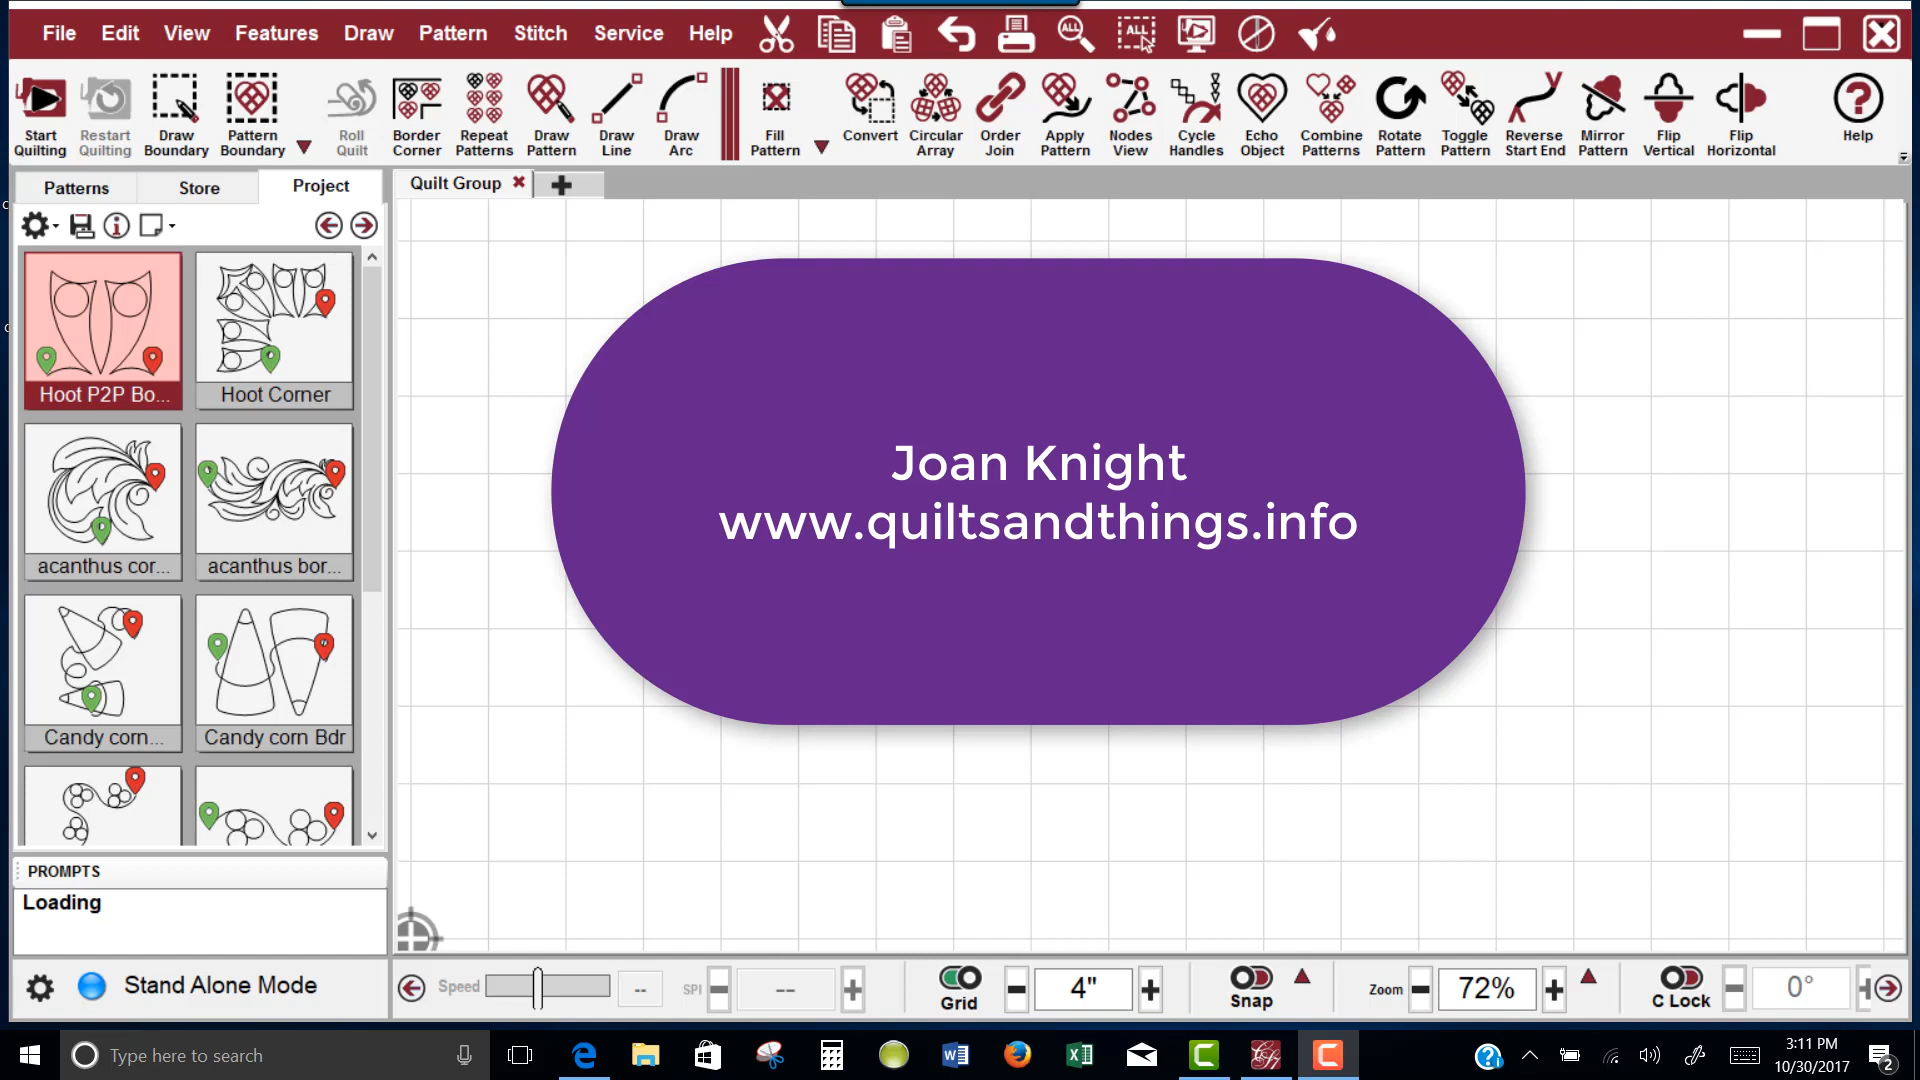 File Edit View Features Draw Pattern Stitch Service Help
ALL ALL
Start Quilting
Restart Quilting
Draw Boundary
Pattern Boundary
Roll Quilt
Border Corner
Repeat Patterns
Draw Pattern
Draw Line
Draw Arc
Fill Pattern
Convert
Circular Array
Order Join
Apply Pattern
Nodes View
Cycle Handles
Echo Object
Combine Patterns
Rotate Pattern
Toggle Pattern
Reverse Start End
Mirror Pattern
Flip Vertical
Flip Horizontal
Help
Patterns Store Project
Quilt Group
Hoot P2P Bo...
Hoot Corner
acanthus cor...
acanthus bor...
Candy corn...
Candy corn Bdr
Joan Knight
www.quiltsandthings.info
PROMPTS
Loading
Stand Alone Mode
Speed -- SPI -- Grid 4" Snap Zoom 72% C Lock 0°
Type here to search
3:11 PM
10/30/2017
2